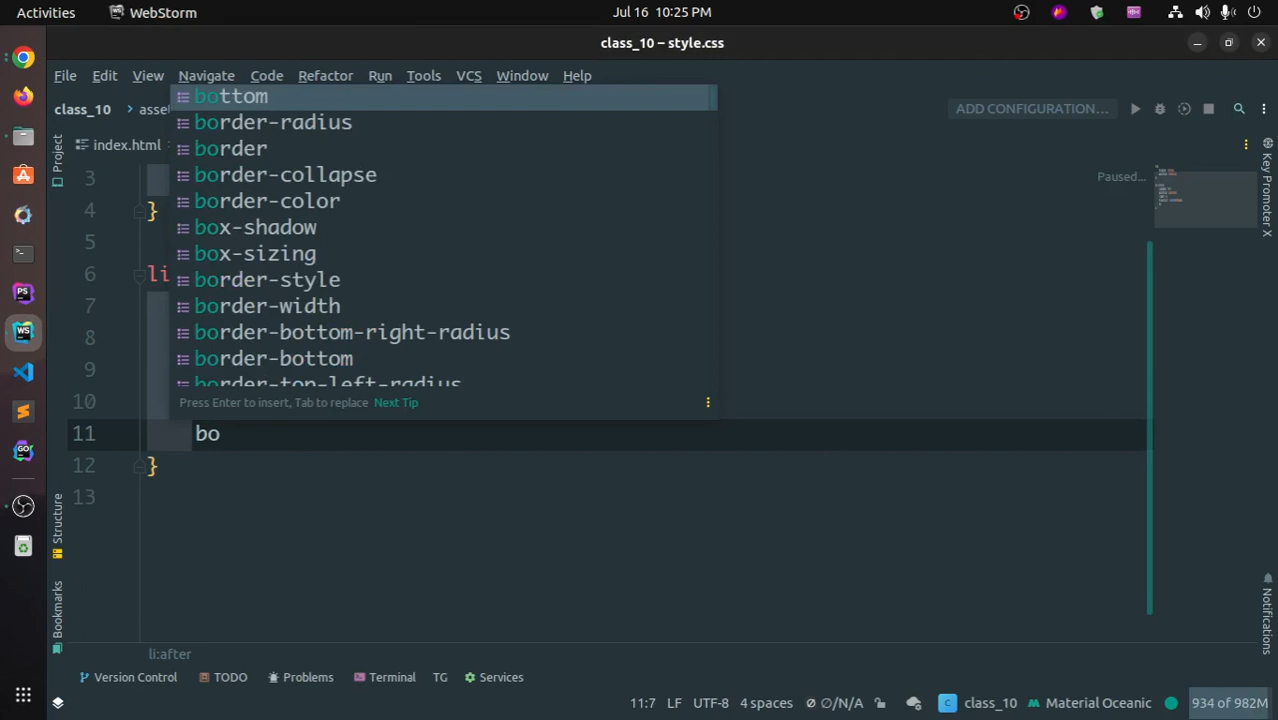 Activities
WebStorm
Jul 16 10:25 PM
class_10 – style.css
File Edit View Navigate Code Refactor Run Tools VCS Window Help
class_10
ADD CONFIGURATION...
index.html
Project
Key Promoter X
Paused...
bottom
border-radius
border
border-collapse
border-color
box-shadow
box-sizing
border-style
border-width
border-bottom-right-radius
border-bottom
border-top-left-radius
Press Enter to insert, Tab to replace Next Tip
3
4 }
5
6 li
7
8
9
10
11 bo
12 }
13
Structure
Bookmarks
Notifications
li:after
Version Control TODO Problems Terminal TG Services
11:7 LF UTF-8 4 spaces ∅/N/A class_10 Material Oceanic 934 of 982M